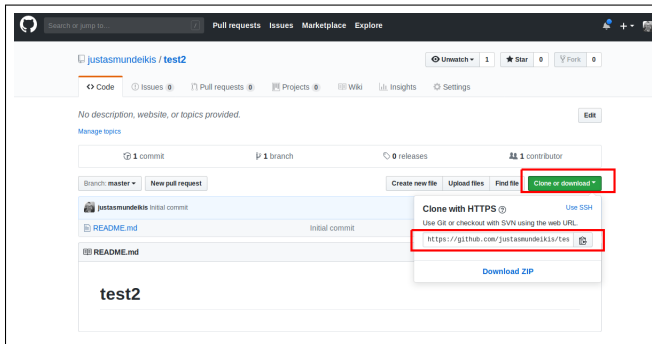 Search or jump to... / Pull requests Issues Marketplace Explore
justasmundeikis / test2 Unwatch 1 Star 0 Fork 0
Code Issues 0 Pull requests 0 Projects 0 Wiki Insights Settings
No description, website, or topics provided. Edit
Manage topics
1 commit 1 branch 0 releases 1 contributor
Branch: master New pull request Create new file Upload files Find file Clone or download
justasmundeikis Initial commit
README.md Initial commit
README.md
test2
Clone with HTTPS Use SSH
Use Git or checkout with SVN using the web URL.
https://github.com/justasmundeikis/tes
Download ZIP